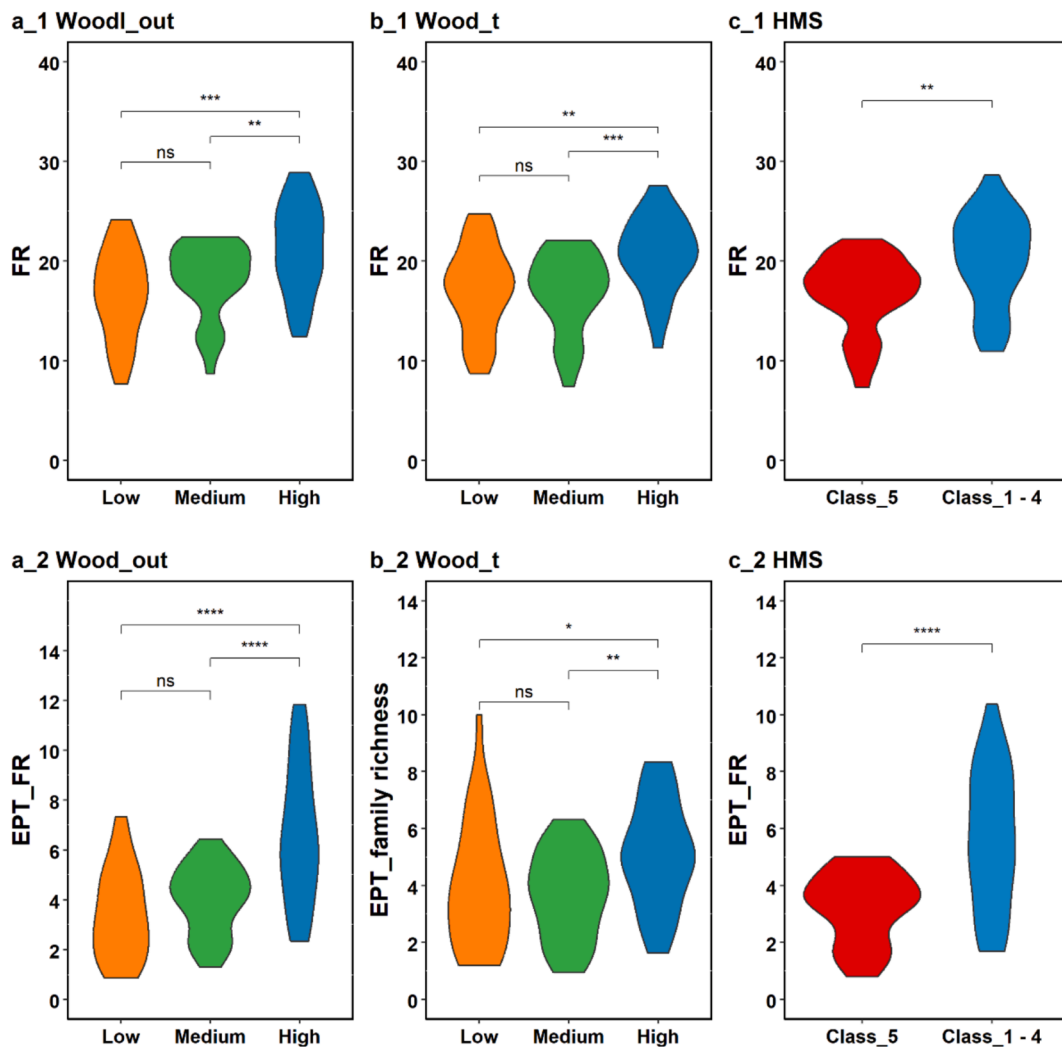 a_1 Woodl_out
40
30
20
10
0
FR
***
**
ns
Low Medium High
b_1 Wood_t
40
30
20
10
0
FR
**
***
ns
Low Medium High
c_1 HMS
40
30
20
10
0
FR
**
Class_5 Class_1 - 4
a_2 Wood_out
14
12
10
8
6
4
2
0
EPT_FR
****
****
ns
Low Medium High
b_2 Wood_t
14
12
10
8
6
4
2
0
EPT_family richness
*
**
ns
Low Medium High
c_2 HMS
14
12
10
8
6
4
2
0
EPT_FR
****
Class_5 Class_1 - 4